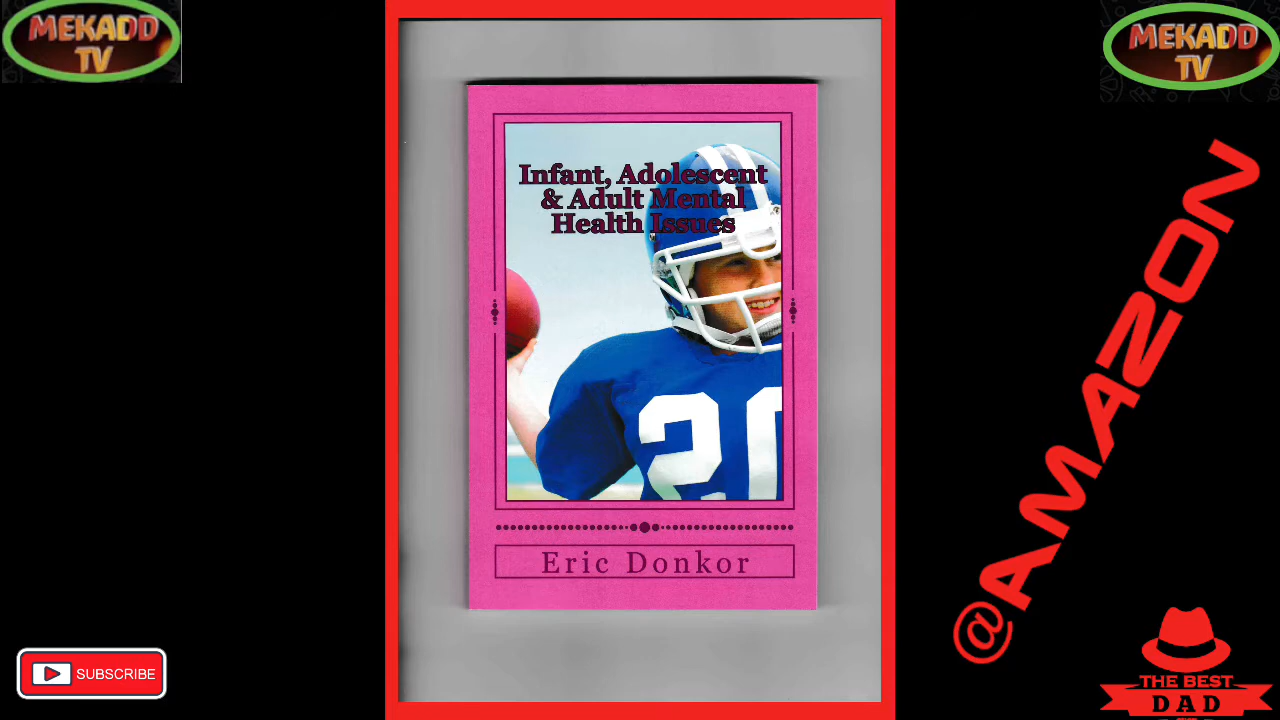 MEKADD
TV
MEKADD
TV
Infant, Adolescent
& Adult Mental
Health Issues
20
Eric Donkor
@AMAZON
SUBSCRIBE
THE BEST
DAD